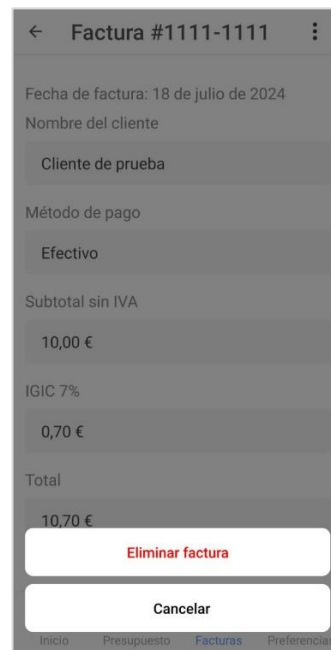 Factura #1111-1111
Fecha de factura: 18 de julio de 2024
Nombre del cliente
Cliente de prueba
Método de pago
Efectivo
Subtotal sin IVA
10,00 €
IGIC 7%
0,70 €
Total
10,70 €
Eliminar factura
Cancelar
Inicio Presupuesto Facturas Preferencias